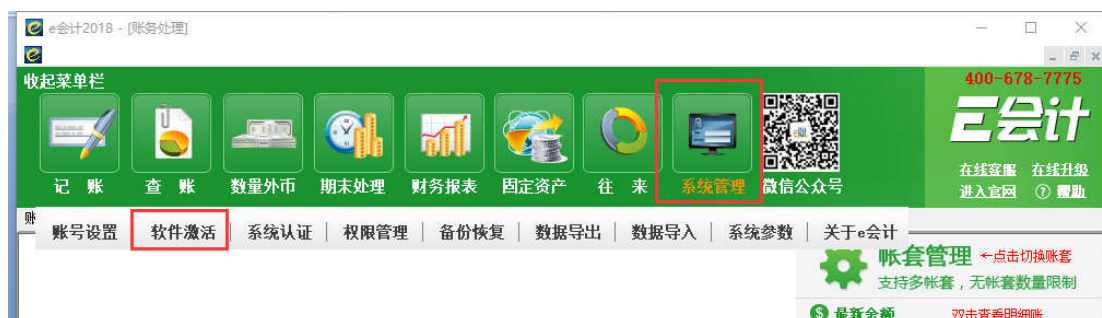 e会计2018 - [账务处理]
收起菜单栏
400-678-7775
e会计
记 账 查 账 数量外币 期末处理 财务报表 固定资产 往 来 系统管理 微信公众号
在线客服 在线升级
进入官网 ? 帮助
账号设置 | 软件激活 | 系统认证 | 权限管理 | 备份恢复 | 数据导出 | 数据导入 | 系统参数 | 关于e会计
帐套管理 ←点击切换账套
支持多帐套，无帐套数量限制
$ 最新余额 双击查看明细账